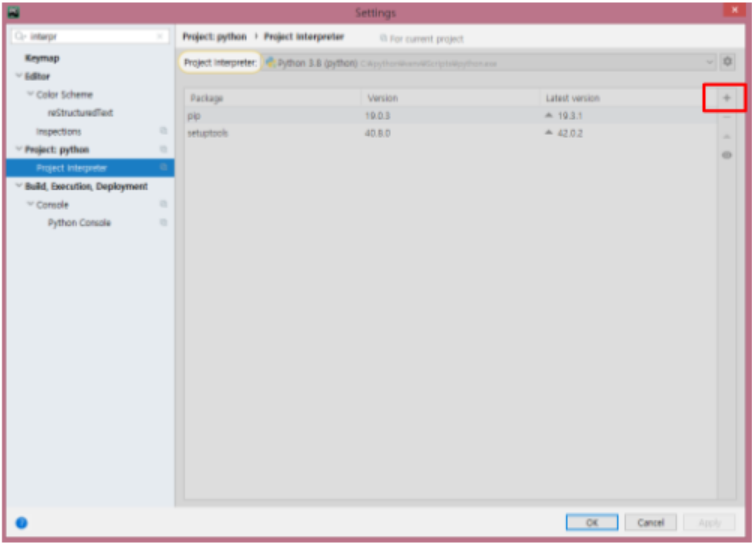 Settings
interpr
Keymap
Editor
Color Scheme
reStructuredText
Inspections
Project: python
Project Interpreter
Build, Execution, Deployment
Console
Python Console
Project: python › Project Interpreter
For current project
Project Interpreter: Python 3.8 (python)
Package Version Latest version
pip 19.0.3 19.3.1
setuptools 40.8.0 42.0.2
OK Cancel Apply